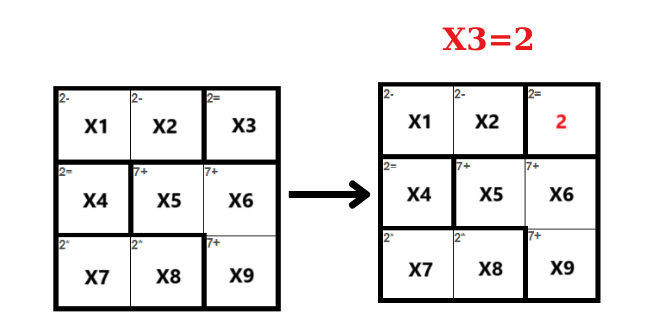 X3=2
2- 2- 2=
X1 X2 X3
2= 7+ 7+
X4 X5 X6
2* 2* 7+
X7 X8 X9
2- 2- 2=
X1 X2 2
2= 7+ 7+
X4 X5 X6
2* 2* 7+
X7 X8 X9